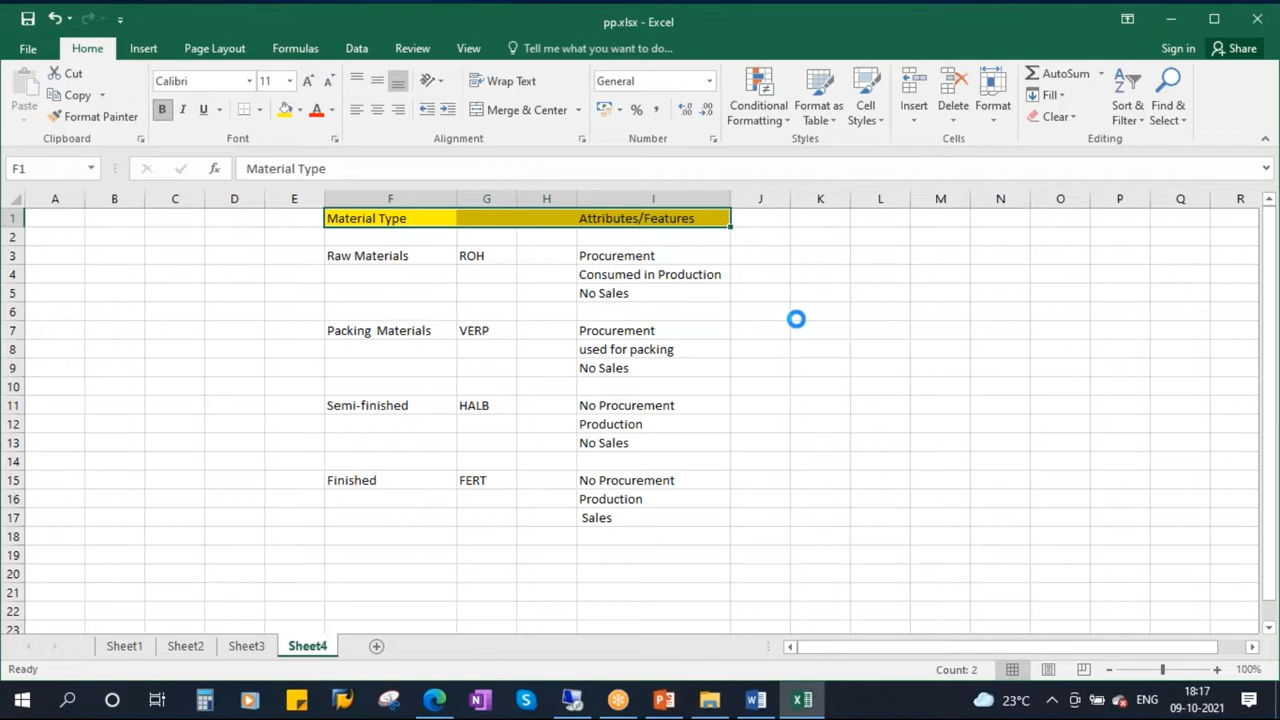 pp.xlsx - Excel
File Home Insert Page Layout Formulas Data Review View Tell me what you want to do... Sign in Share
Paste Cut Copy Format Painter Clipboard
Calibri 11 B I U A Font
Wrap Text Merge & Center Alignment
General % , Number
Conditional Formatting Format as Table Cell Styles Styles
Insert Delete Format Cells
AutoSum Fill Clear Sort & Filter Find & Select Editing
F1 fx Material Type
A B C D E F G H I J K L M N O P Q R
1 Material Type Attributes/Features
2
3 Raw Materials ROH Procurement
4 Consumed in Production
5 No Sales
6
7 Packing Materials VERP Procurement
8 used for packing
9 No Sales
10
11 Semi-finished HALB No Procurement
12 Production
13 No Sales
14
15 Finished FERT No Procurement
16 Production
17 Sales
18
19
20
21
22
23
Sheet1 Sheet2 Sheet3 Sheet4
Ready Count: 2 100%
23°C ENG 18:17
09-10-2021